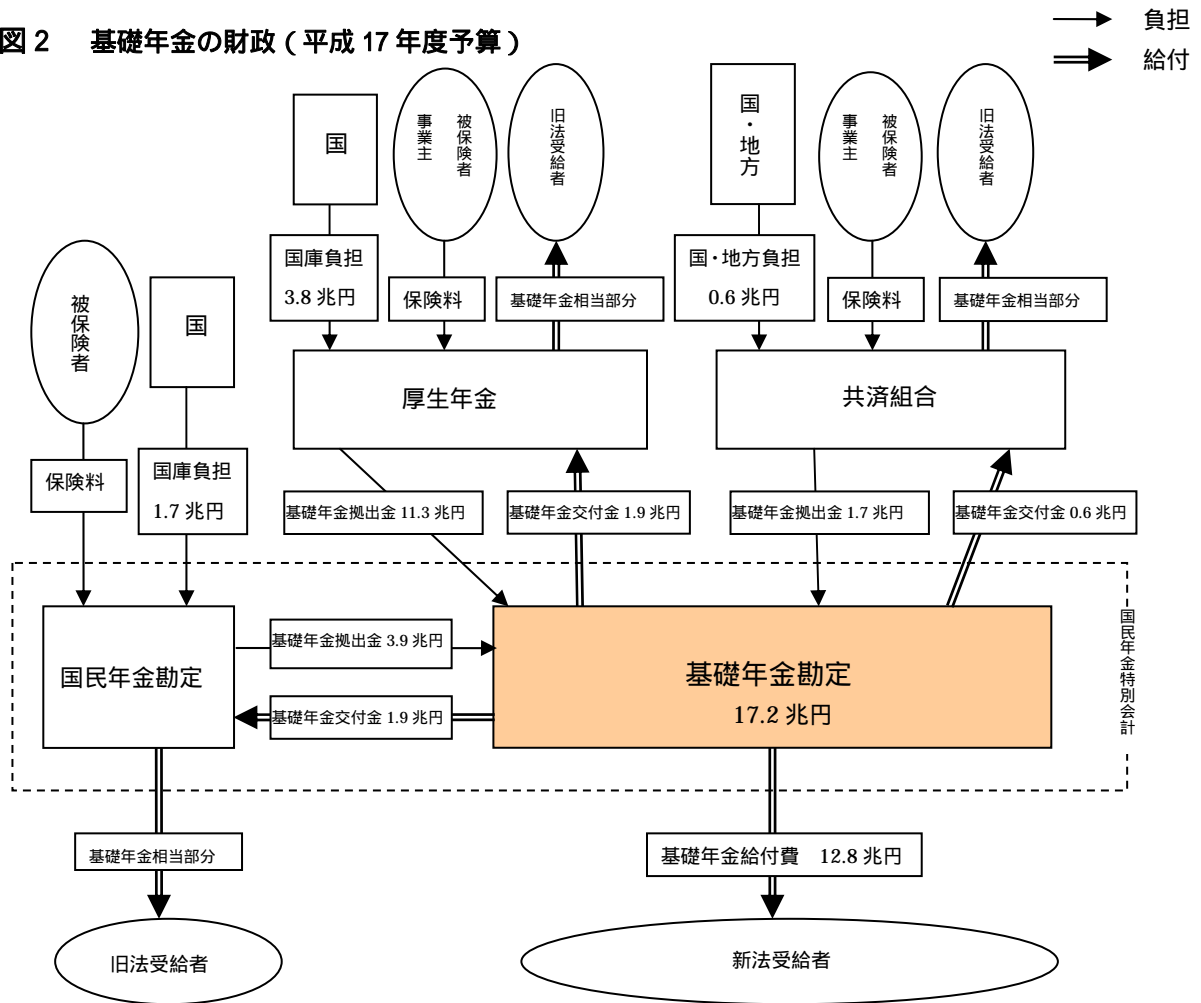 図2 基礎年金の財政（平成17年度予算）
負担
給付
国
事業主
被保険者
旧法受給者
国・地方
事業主
被保険者
旧法受給者
国庫負担
3.8 兆円
保険料
基礎年金相当部分
国・地方負担
0.6 兆円
保険料
基礎年金相当部分
被保険者
国
厚生年金
共済組合
保険料
国庫負担
1.7 兆円
基礎年金拠出金 11.3 兆円
基礎年金交付金 1.9 兆円
基礎年金拠出金 1.7 兆円
基礎年金交付金 0.6 兆円
国民年金特別会計
国民年金勘定
基礎年金拠出金 3.9 兆円
基礎年金交付金 1.9 兆円
基礎年金勘定
17.2 兆円
基礎年金相当部分
基礎年金給付費 12.8 兆円
旧法受給者
新法受給者